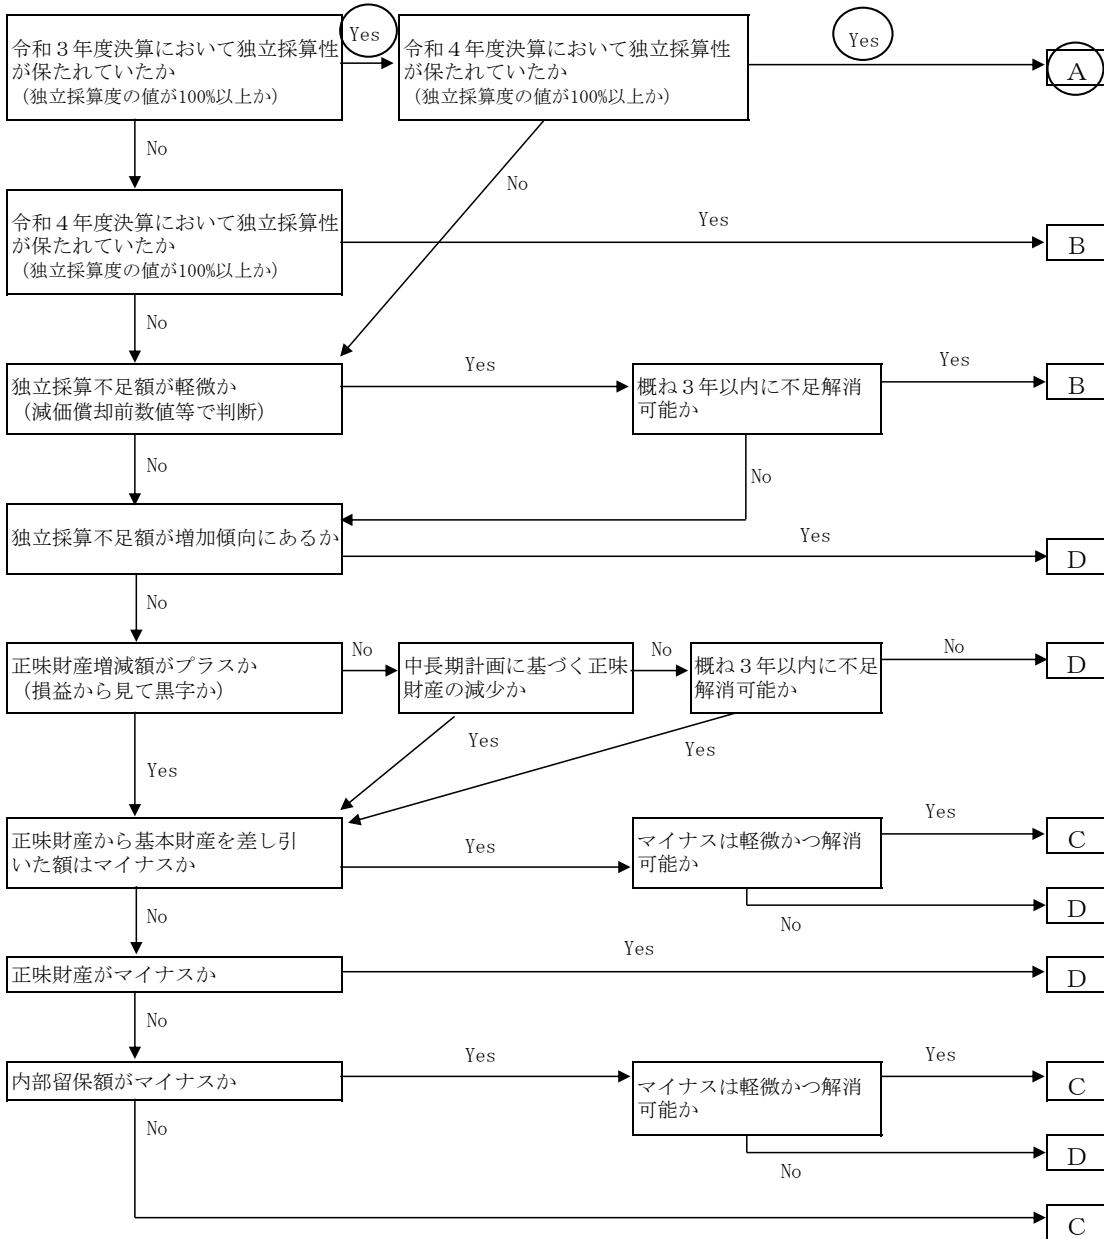 令和３年度決算において独立採算性
が保たれていたか
（独立採算度の値が100%以上か）
Yes
令和４年度決算において独立採算性
が保たれていたか
（独立採算度の値が100%以上か）
Yes
A
No
No
令和４年度決算において独立採算性
が保たれていたか
（独立採算度の値が100%以上か）
Yes
B
No
独立採算不足額が軽微か
（減価償却前数値等で判断）
Yes
概ね３年以内に不足解消
可能か
Yes
B
No
No
独立採算不足額が増加傾向にあるか
Yes
D
No
正味財産増減額がプラスか
（損益から見て黒字か）
No
中長期計画に基づく正味
財産の減少か
No
概ね３年以内に不足
解消可能か
No
D
Yes
Yes
Yes
正味財産から基本財産を差し引
いた額はマイナスか
Yes
マイナスは軽微かつ解消
可能か
Yes
C
No
D
No
正味財産がマイナスか
Yes
D
No
内部留保額がマイナスか
Yes
マイナスは軽微かつ解消
可能か
Yes
C
No
D
No
C